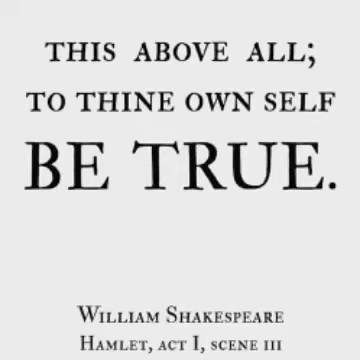 THIS ABOVE ALL;
TO THINE OWN SELF
BE TRUE.
WILLIAM SHAKESPEARE
HAMLET, ACT I, SCENE III